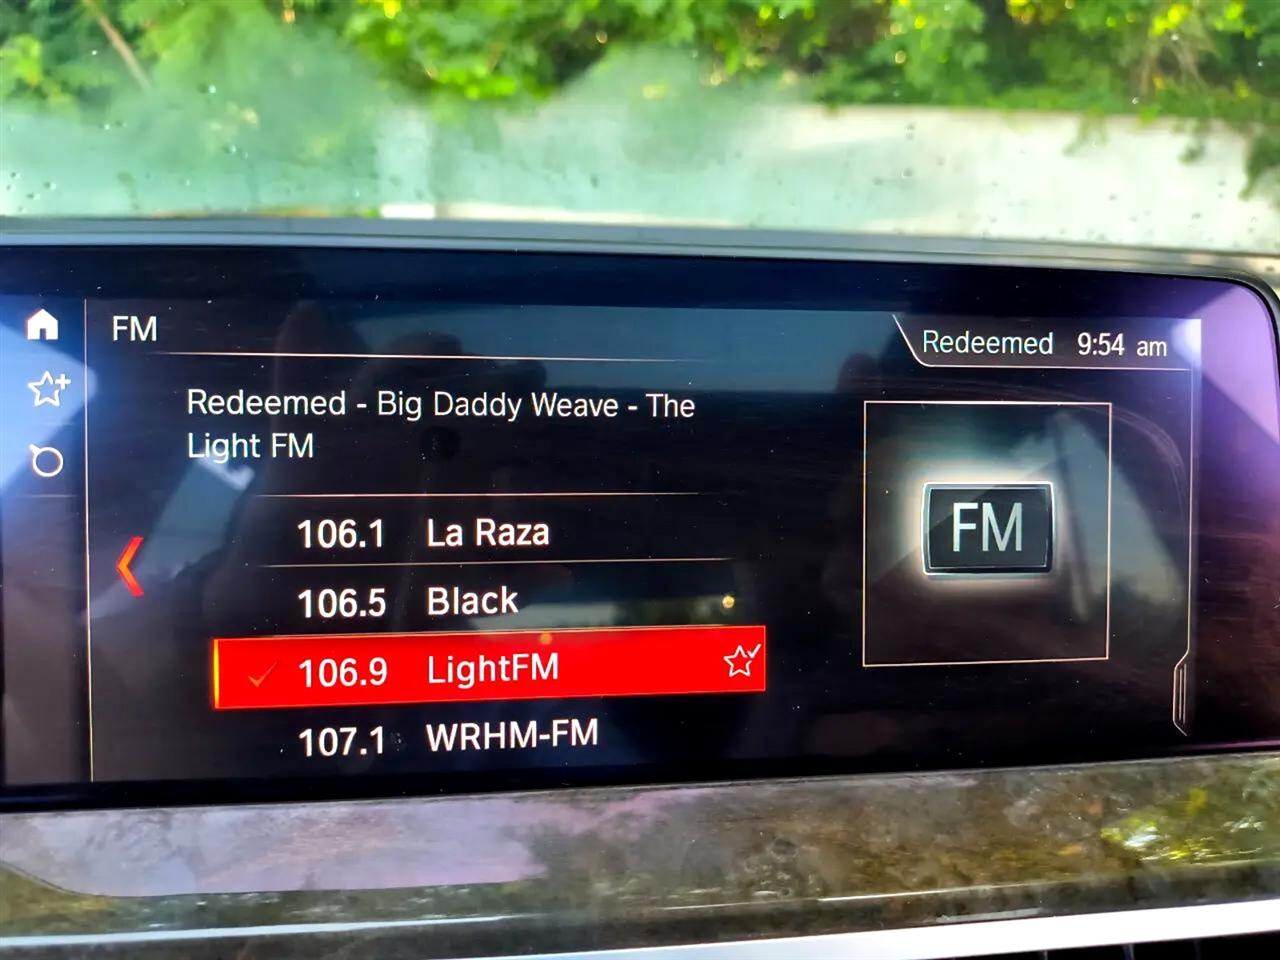 FM
Redeemed 9:54 am
Redeemed - Big Daddy Weave - The
Light FM
106.1 La Raza
106.5 Black
106.9 LightFM
107.1 WRHM-FM
FM